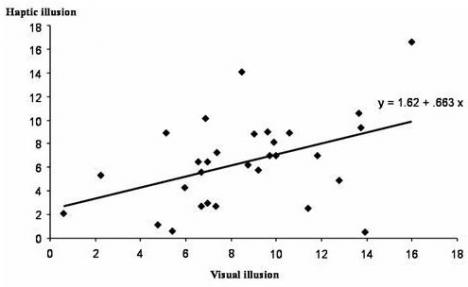 Haptic illusion
18
16
14
12
10
8
6
4
2
0
y = 1.62 + .663 x
0 2 4 6 8 10 12 14 16 18
Visual illusion